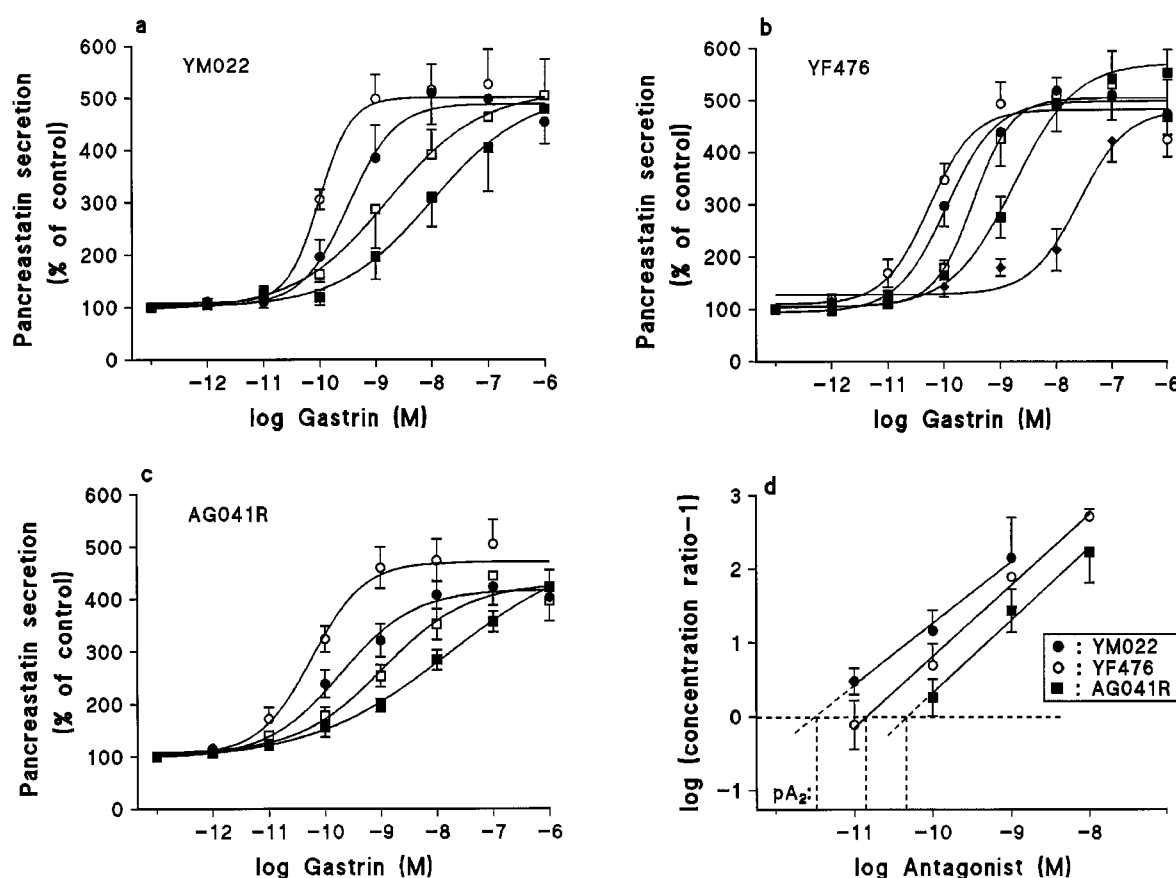 a
YM022
600
500
400
300
200
100
0
Pancreastatin secretion
(% of control)
-12 -11 -10 -9 -8 -7 -6
log Gastrin (M)
b
YF476
600
500
400
300
200
100
0
Pancreastatin secretion
(% of control)
-12 -11 -10 -9 -8 -7 -6
log Gastrin (M)
c
AG041R
600
500
400
300
200
100
0
Pancreastatin secretion
(% of control)
-12 -11 -10 -9 -8 -7 -6
log Gastrin (M)
d
3
2
1
0
-1
log (concentration ratio-1)
: YM022
: YF476
: AG041R
pA₂:
-11 -10 -9 -8
log Antagonist (M)